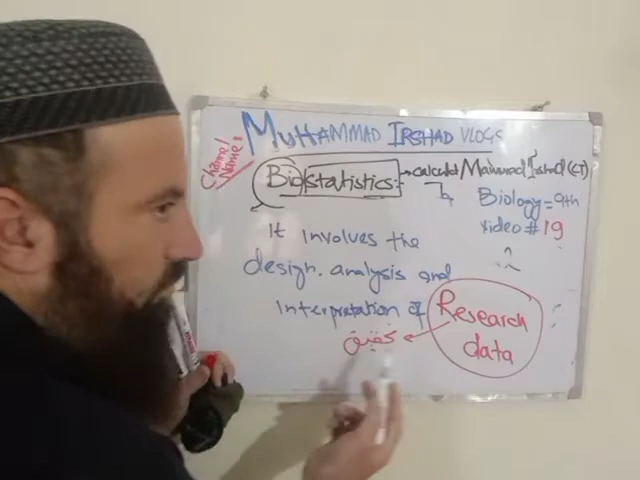 Channel Name:
MUHAMMAD IRSHAD VLOGS
Biostatistics:→
Biology = 9th
Video # 19
It involves the
design. analysis and
Interpretation of Research data
تحقیق